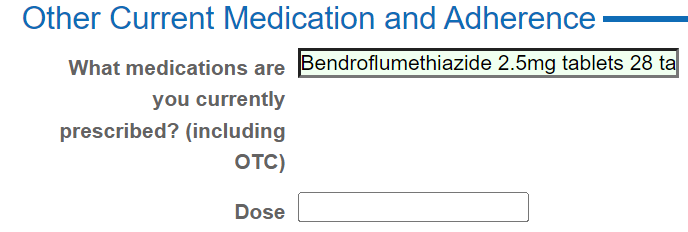 Other Current Medication and Adherence
What medications are
you currently
prescribed? (including
OTC)
Bendroflumethiazide 2.5mg tablets 28 ta
Dose